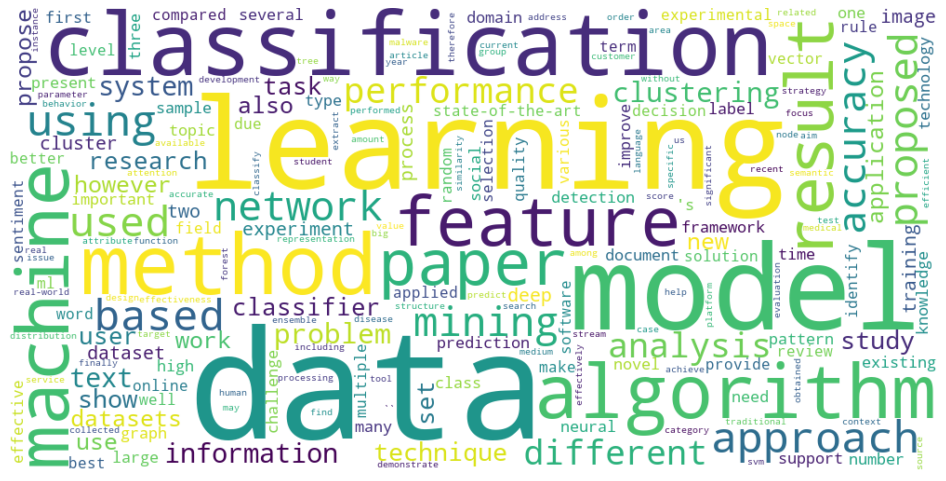 classification
learning
data
model
method
feature
machine
algorithm
paper
result
proposed
accuracy
network
approach
based
using
used
mining
analysis
performance
different
clustering
information
technique
text
system
task
also
research
however
propose
compared
several
domain
experimental
related
space
address
order
area
first
instance
level
three
malware
therefore
current
group
article
year
term
customer
one
rule
image
vector
technology
present
parameter
behavior
development
tree
way
without
strategy
performed
state-of-the-art
decision
label
sample
type
process
improve
cluster
topic
available
due
extract
amount
better
attention
important
accurate
classify
student
random
similarity
social
selection
quality
various
language
specific
us
score
significant
focus
node
aim
recent
semantic
efficient
application
two
field
experiment
detection
's
framework
new
document
solution
time
test
medical
identify
training
knowledge
sentiment
real
issue
ml
attribute
function
representation
big
value
among
real-world
word
forest
design
effectiveness
classifier
applied
deep
predict
structure
search
help
platform
evaluation
distribution
user
work
target
problem
ensemble
disease
prediction
software
case
pattern
study
dataset
finally
including
stream
review
existing
show
well
high
service
human
processing
multiple
tool
medium
make
achieve
effectively
novel
provide
obtained
effective
online
datasets
may
challenge
find
set
class
need
traditional
use
graph
collected
many
neural
category
context
best
large
demonstrate
svm
support
number
source